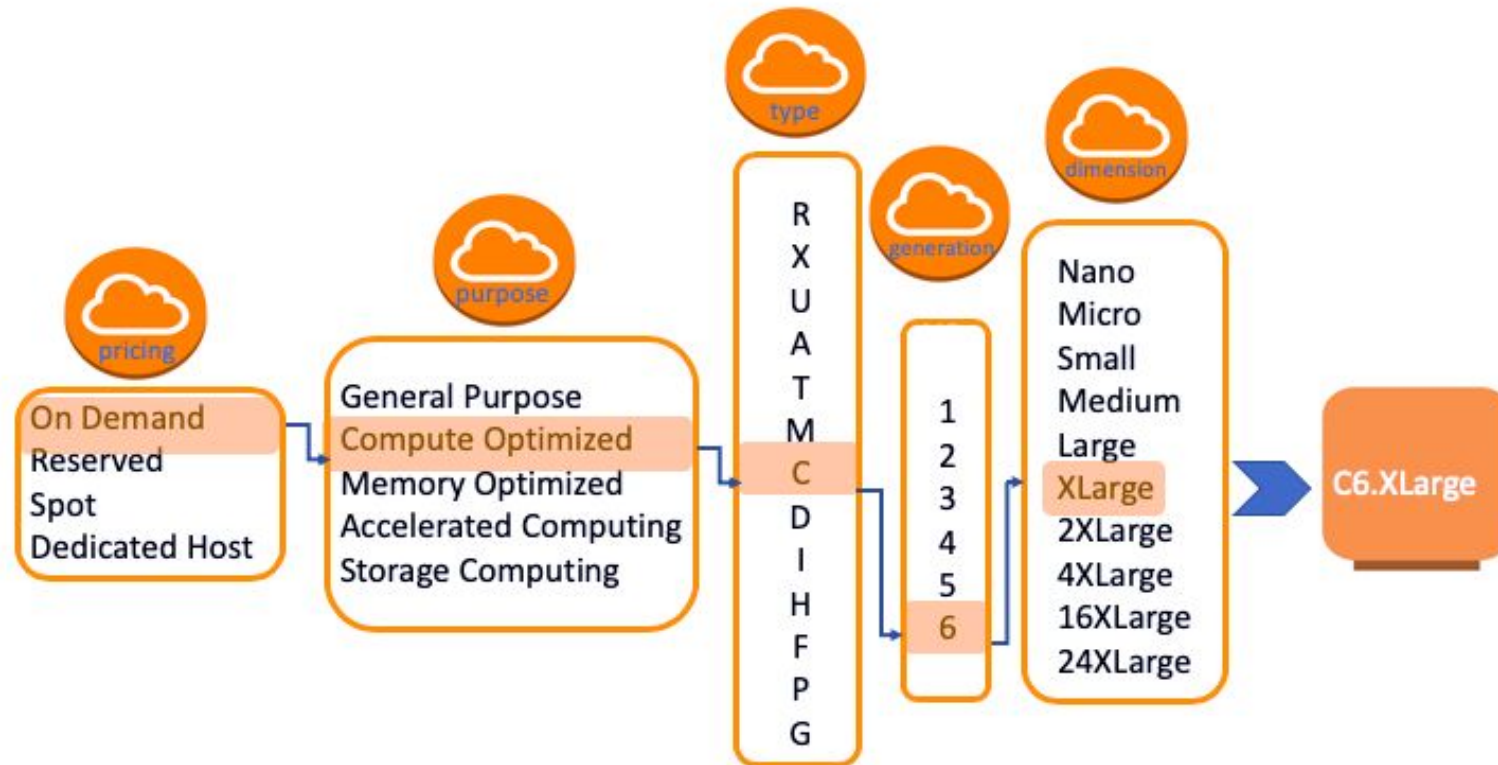 pricing
On Demand
Reserved
Spot
Dedicated Host
purpose
General Purpose
Compute Optimized
Memory Optimized
Accelerated Computing
Storage Computing
type
R
X
U
A
T
M
C
D
I
H
F
P
G
generation
1
2
3
4
5
6
dimension
Nano
Micro
Small
Medium
Large
XLarge
2XLarge
4XLarge
16XLarge
24XLarge
C6.XLarge